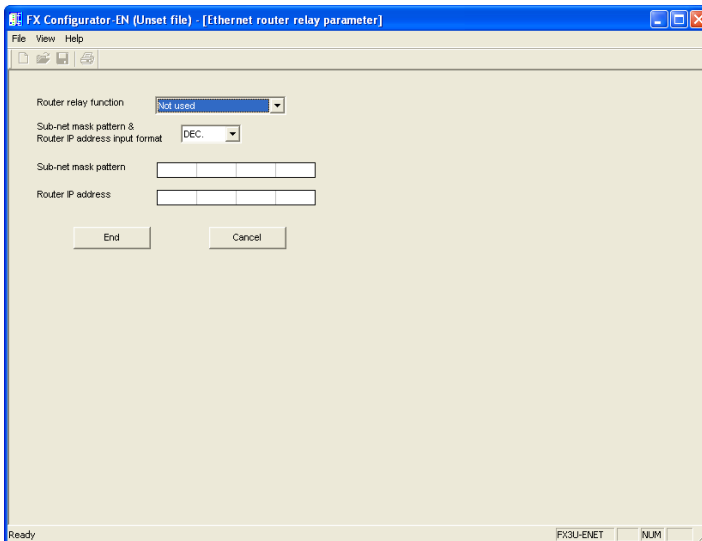 FX Configurator-EN (Unset file) - [Ethernet router relay parameter]
File View Help
Router relay function Not used
Sub-net mask pattern &
Router IP address input format DEC.
Sub-net mask pattern
Router IP address
End Cancel
Ready FX3U-ENET NUM